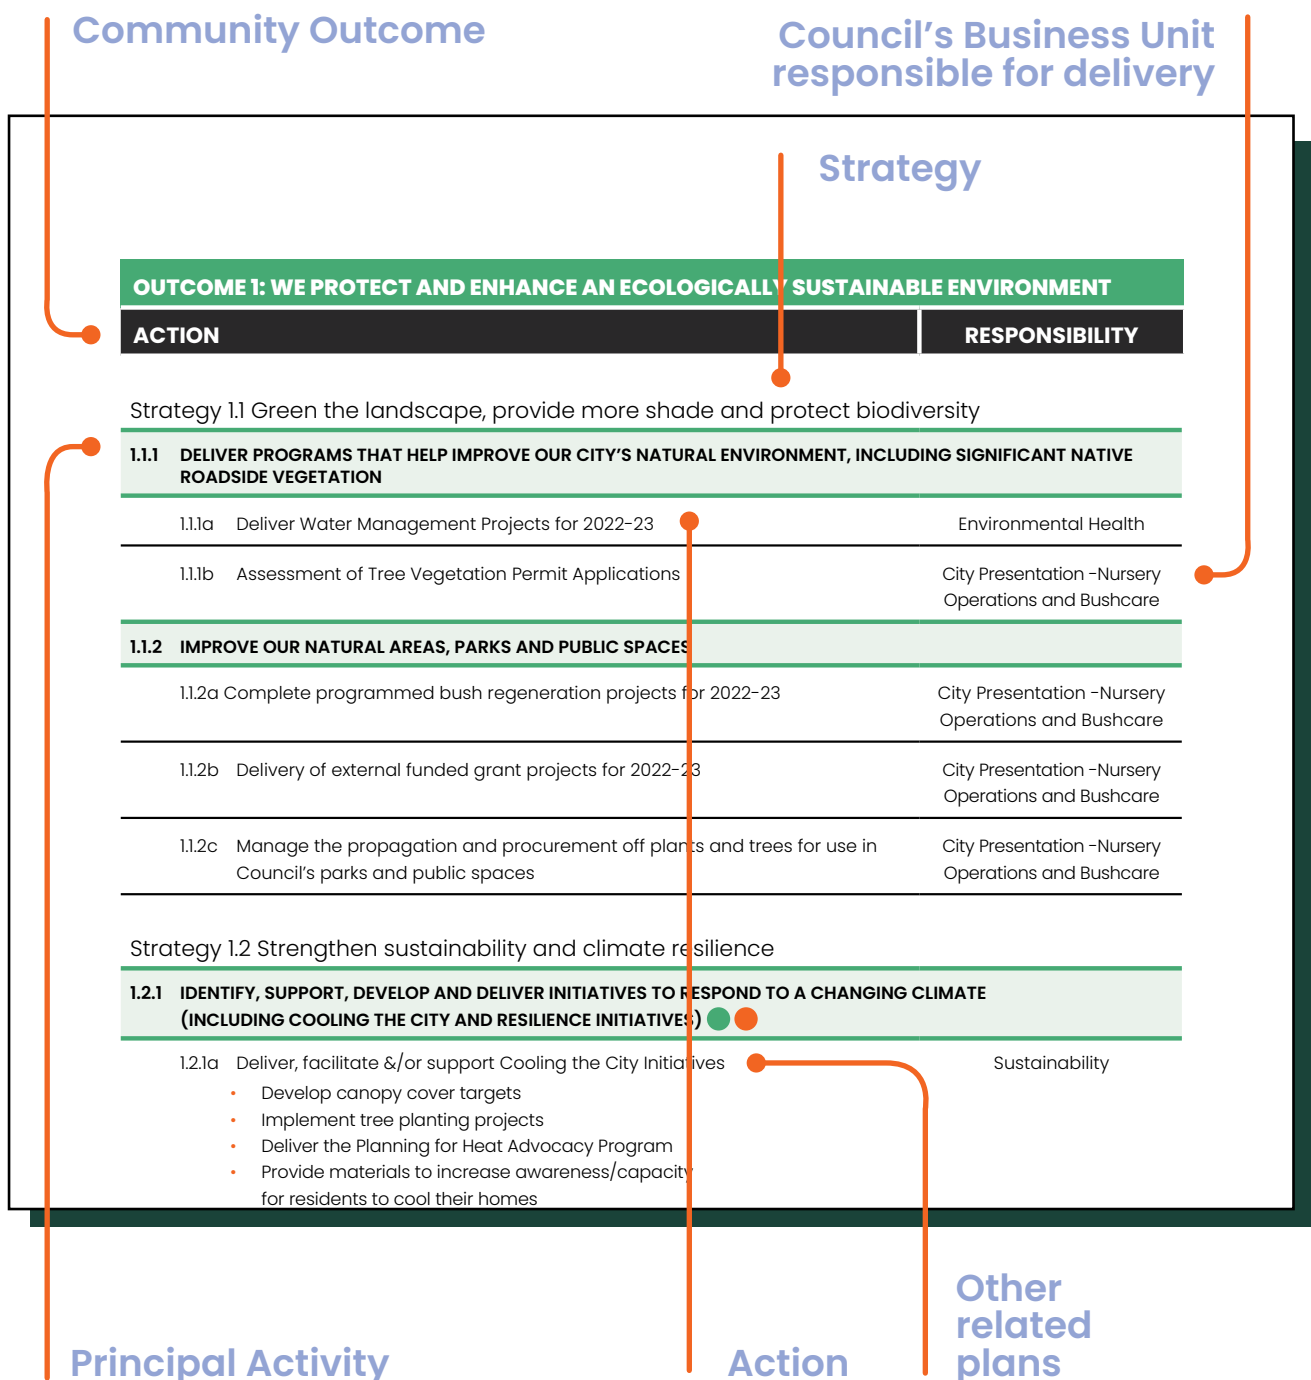 Community Outcome
Council’s Business Unit
responsible for delivery
Strategy
OUTCOME 1: WE PROTECT AND ENHANCE AN ECOLOGICALLY SUSTAINABLE ENVIRONMENT
ACTION RESPONSIBILITY
Strategy 1.1 Green the landscape, provide more shade and protect biodiversity
1.1.1 DELIVER PROGRAMS THAT HELP IMPROVE OUR CITY’S NATURAL ENVIRONMENT, INCLUDING SIGNIFICANT NATIVE
ROADSIDE VEGETATION
1.1.1a Deliver Water Management Projects for 2022-23 Environmental Health
1.1.1b Assessment of Tree Vegetation Permit Applications City Presentation -Nursery
Operations and Bushcare
1.1.2 IMPROVE OUR NATURAL AREAS, PARKS AND PUBLIC SPACES
1.1.2a Complete programmed bush regeneration projects for 2022-23 City Presentation -Nursery
Operations and Bushcare
1.1.2b Delivery of external funded grant projects for 2022-23 City Presentation -Nursery
Operations and Bushcare
1.1.2c Manage the propagation and procurement off plants and trees for use in City Presentation -Nursery
Council’s parks and public spaces Operations and Bushcare
Strategy 1.2 Strengthen sustainability and climate resilience
1.2.1 IDENTIFY, SUPPORT, DEVELOP AND DELIVER INITIATIVES TO RESPOND TO A CHANGING CLIMATE
(INCLUDING COOLING THE CITY AND RESILIENCE INITIATIVES)
1.2.1a Deliver, facilitate &/or support Cooling the City Initiatives Sustainability
• Develop canopy cover targets
• Implement tree planting projects
• Deliver the Planning for Heat Advocacy Program
• Provide materials to increase awareness/capacity
for residents to cool their homes
Other
related
plans
Principal Activity
Action